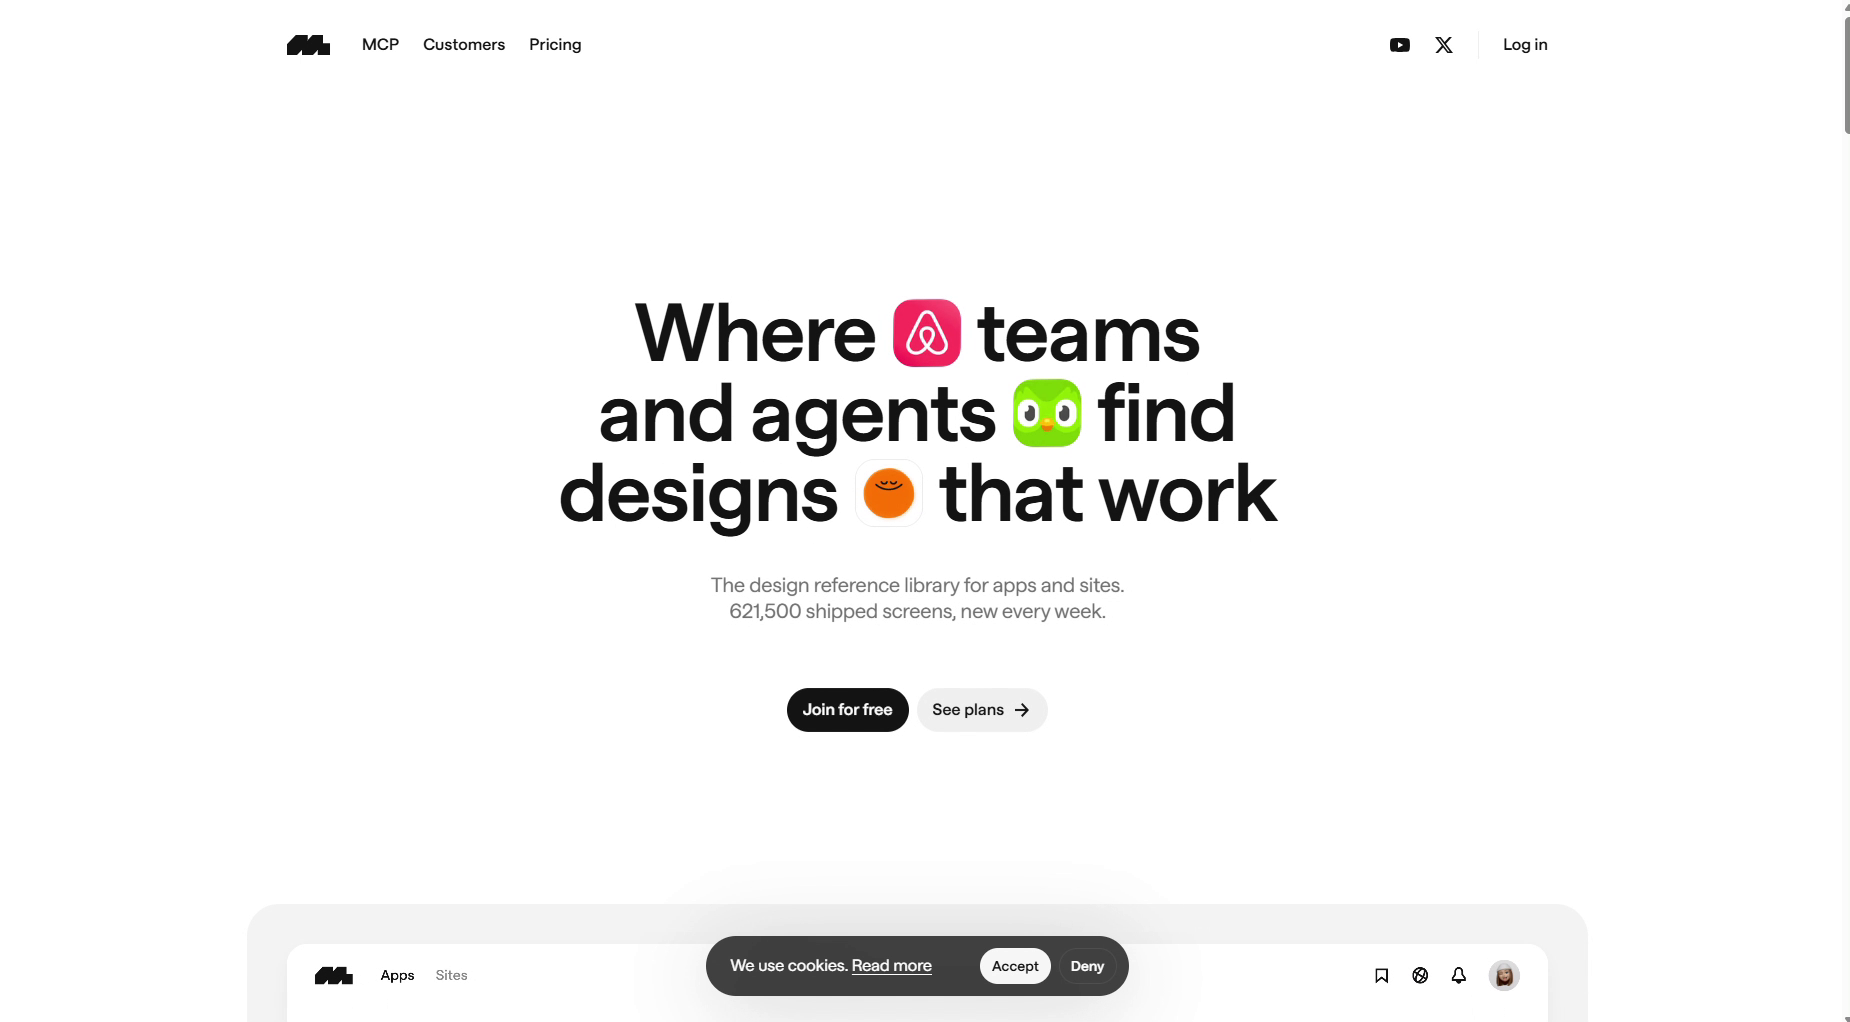 MCP
Customers
Pricing
Log in
Where teams
and agents find
designs that work
The design reference library for apps and sites.
621,500 shipped screens, new every week.
Join for free
See plans
Apps
Sites
We use cookies. Read more
Accept
Deny